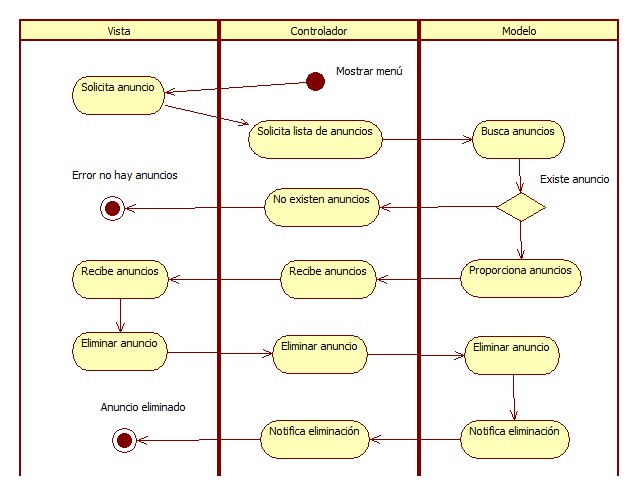 Vista
Controlador
Modelo
Mostrar menú
Solicita anuncio
Solicita lista de anuncios
Busca anuncios
Error no hay anuncios
No existen anuncios
Existe anuncio
Recibe anuncios
Recibe anuncios
Proporciona anuncios
Eliminar anuncio
Eliminar anuncio
Eliminar anuncio
Anuncio eliminado
Notifica eliminación
Notifica eliminación